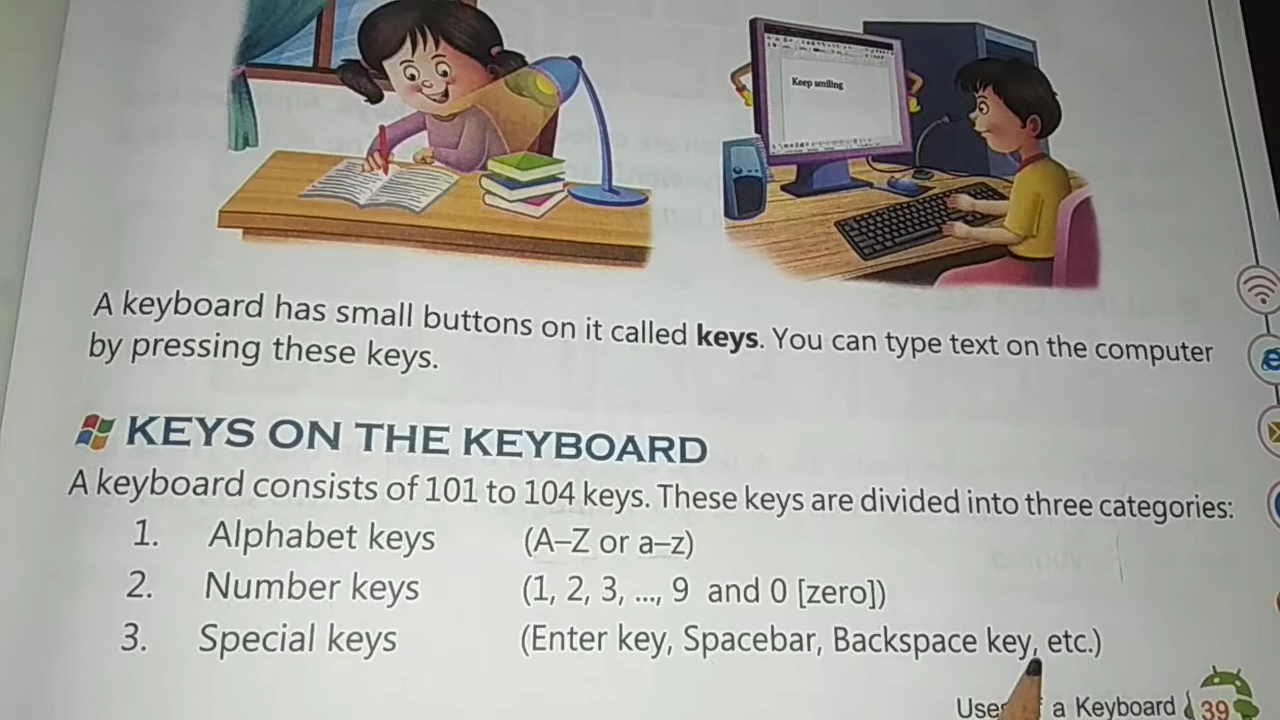 Keep smiling
A keyboard has small buttons on it called keys. You can type text on the computer
by pressing these keys.
KEYS ON THE KEYBOARD
A keyboard consists of 101 to 104 keys. These keys are divided into three categories:
1. Alphabet keys (A–Z or a–z)
2. Number keys (1, 2, 3, ..., 9 and 0 [zero])
3. Special keys (Enter key, Spacebar, Backspace key, etc.)
a Keyboard 39